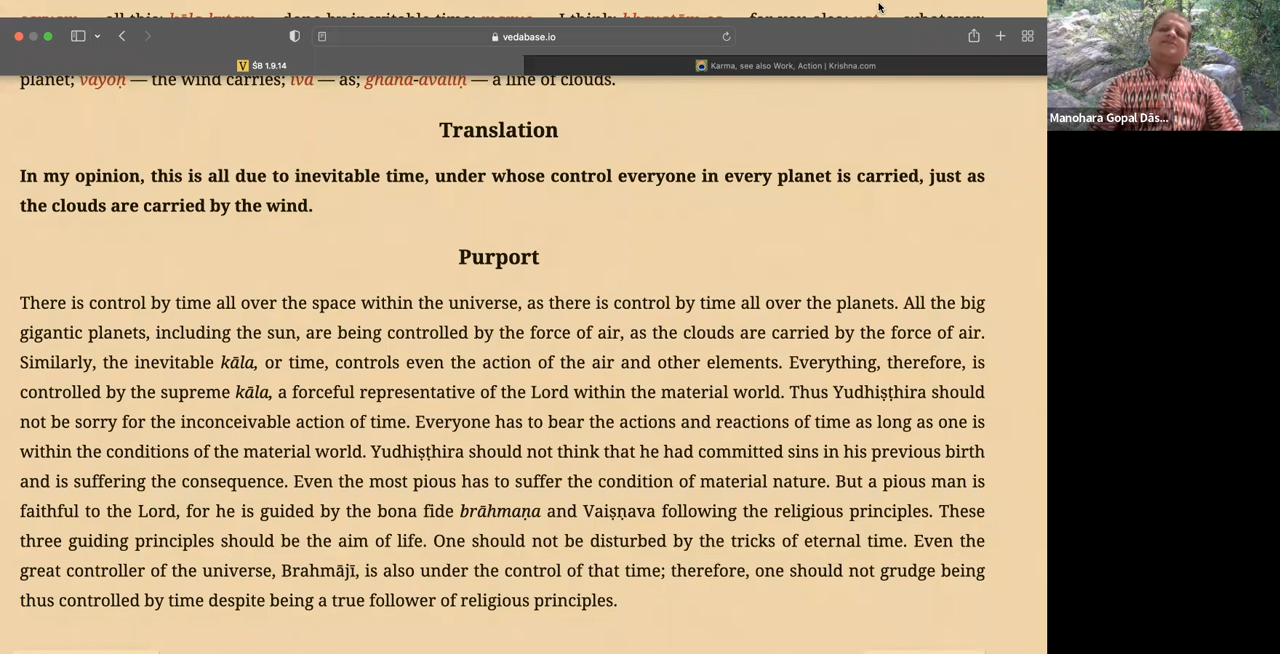 vedabase.io
ŚB 1.9.14
Karma, see also Work, Action | Krishna.com
Manohara Gopal Dās...
planet; vāyoḥ — the wind carries; iva — as; ghana-āvaliḥ — a line of clouds.
Translation
In my opinion, this is all due to inevitable time, under whose control everyone in every planet is carried, just as
the clouds are carried by the wind.
Purport
There is control by time all over the space within the universe, as there is control by time all over the planets. All the big
gigantic planets, including the sun, are being controlled by the force of air, as the clouds are carried by the force of air.
Similarly, the inevitable kāla, or time, controls even the action of the air and other elements. Everything, therefore, is
controlled by the supreme kāla, a forceful representative of the Lord within the material world. Thus Yudhiṣṭhira should
not be sorry for the inconceivable action of time. Everyone has to bear the actions and reactions of time as long as one is
within the conditions of the material world. Yudhiṣṭhira should not think that he had committed sins in his previous birth
and is suffering the consequence. Even the most pious has to suffer the condition of material nature. But a pious man is
faithful to the Lord, for he is guided by the bona fide brāhmaṇa and Vaiṣṇava following the religious principles. These
three guiding principles should be the aim of life. One should not be disturbed by the tricks of eternal time. Even the
great controller of the universe, Brahmājī, is also under the control of that time; therefore, one should not grudge being
thus controlled by time despite being a true follower of religious principles.